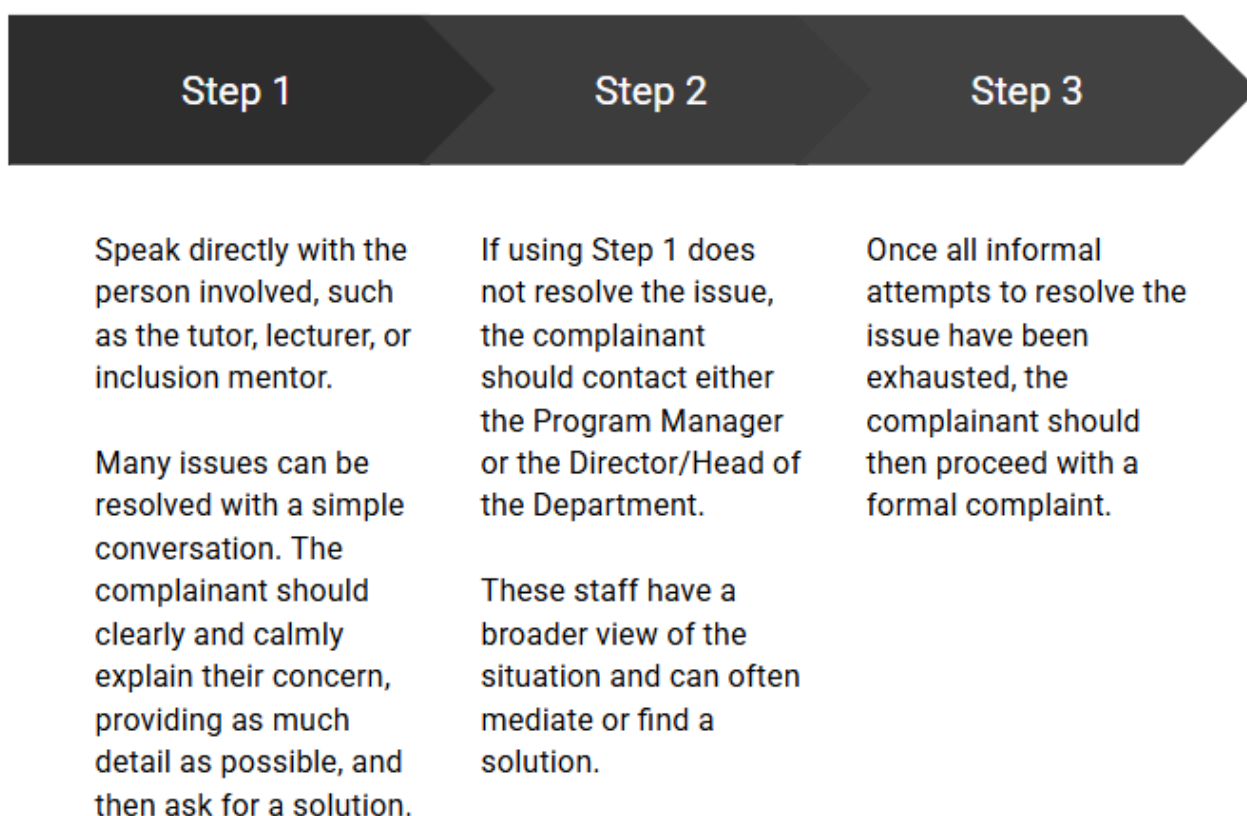 Step 1
Step 2
Step 3
Speak directly with the
person involved, such
as the tutor, lecturer, or
inclusion mentor.
Many issues can be
resolved with a simple
conversation. The
complainant should
clearly and calmly
explain their concern,
providing as much
detail as possible, and
then ask for a solution.
If using Step 1 does
not resolve the issue,
the complainant
should contact either
the Program Manager
or the Director/Head of
the Department.
These staff have a
broader view of the
situation and can often
mediate or find a
solution.
Once all informal
attempts to resolve the
issue have been
exhausted, the
complainant should
then proceed with a
formal complaint.